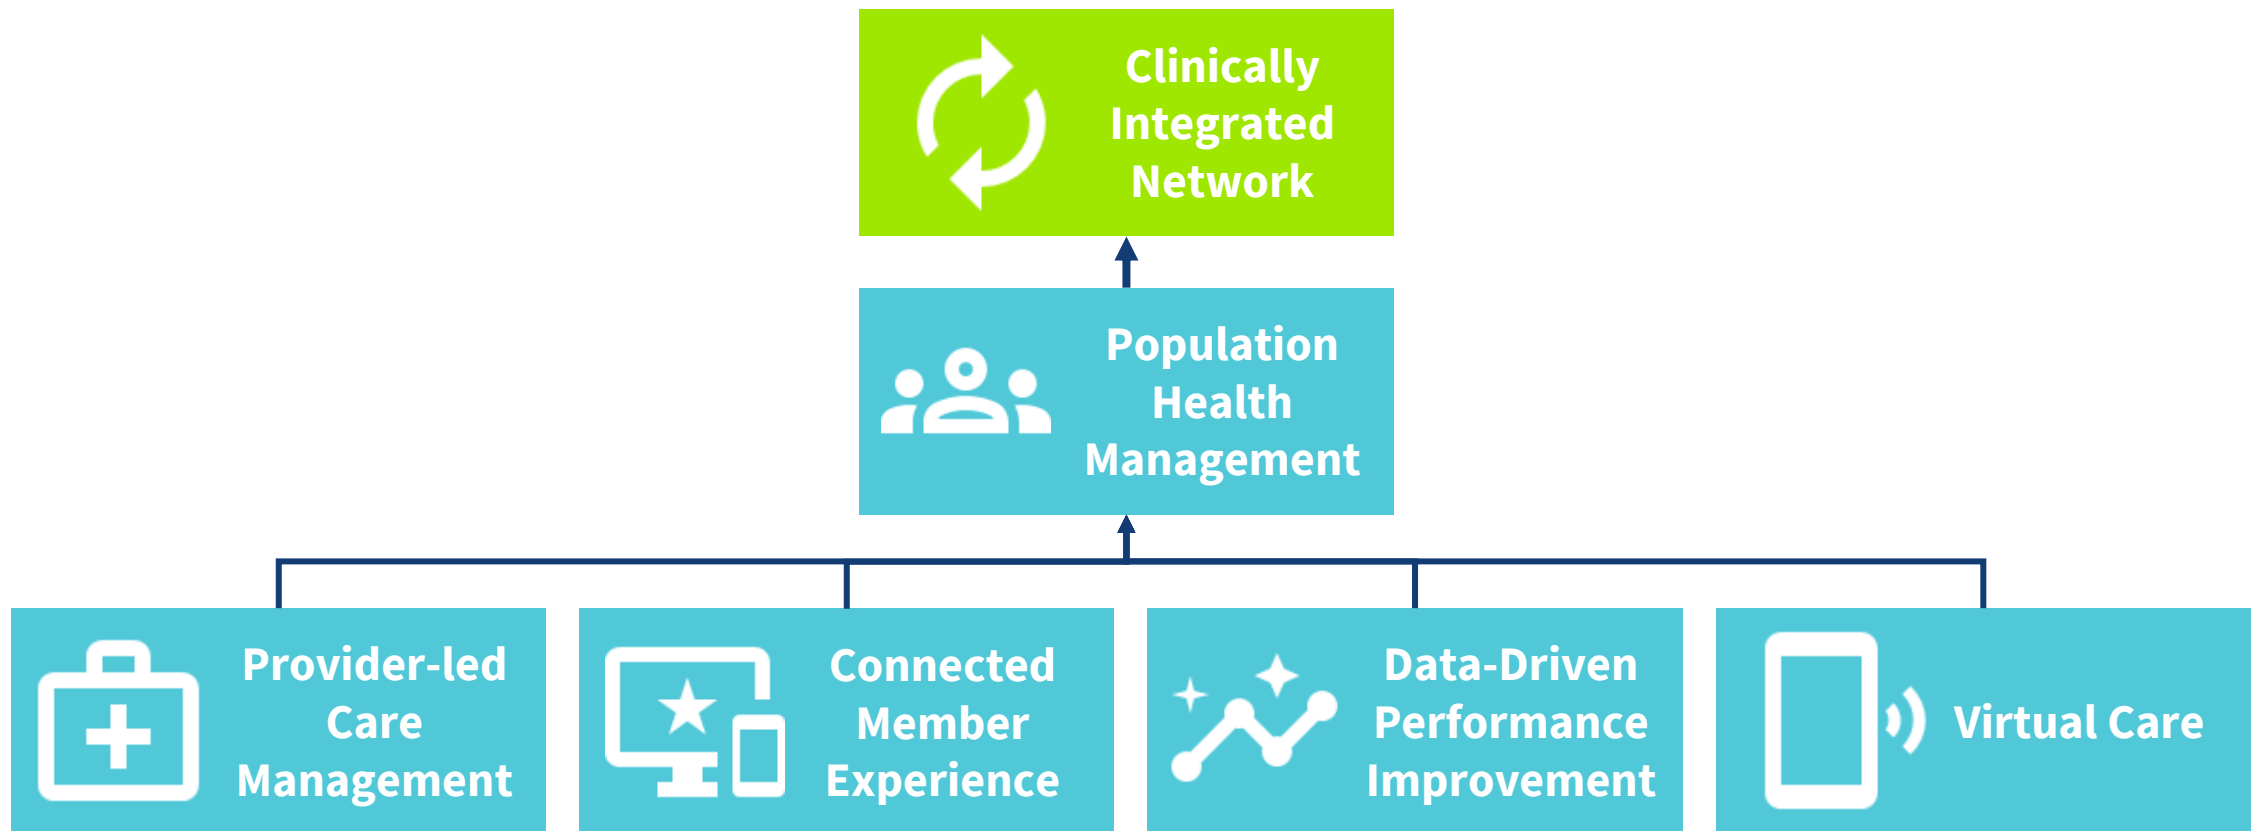 Clinically
Integrated
Network
Population
Health
Management
Provider-led
Care
Management
Connected
Member
Experience
Data-Driven
Performance
Improvement
Virtual Care